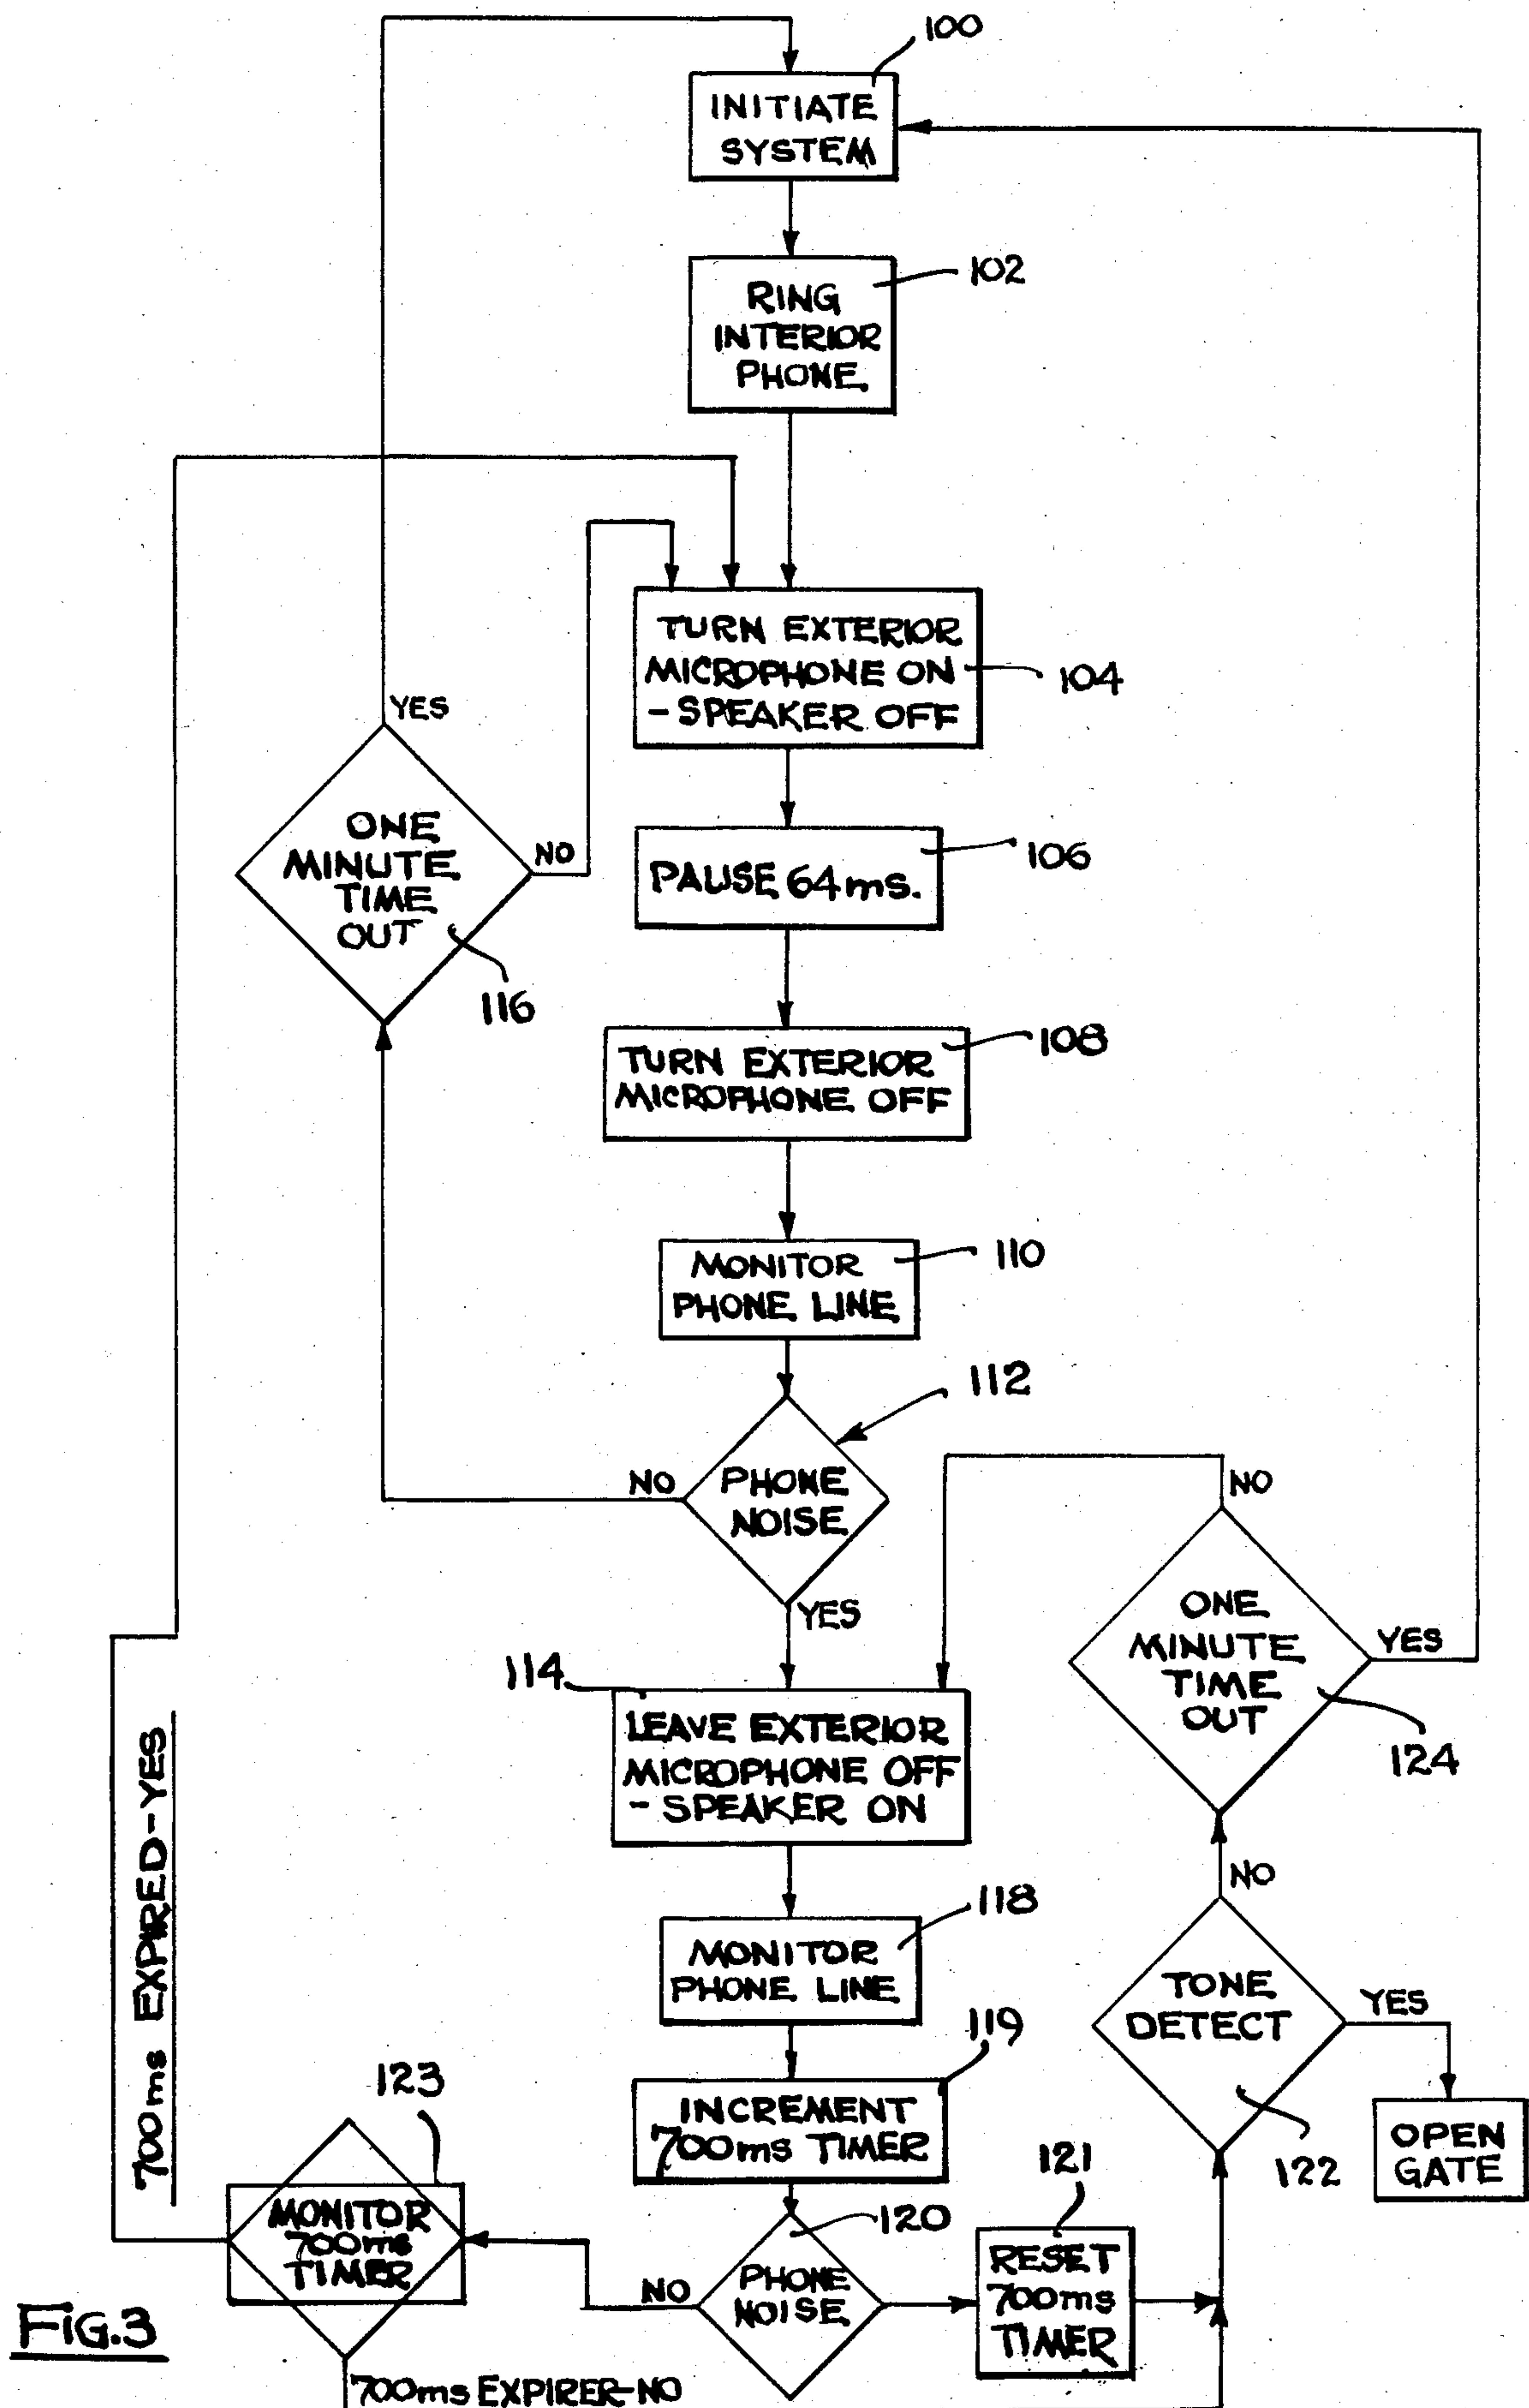 100
INITIATE
SYSTEM
102
RING
INTERIOR
PHONE
TURN EXTERIOR
MICROPHONE ON
- SPEAKER OFF
104
YES
ONE
MINUTE
TIME
OUT
NO
116
PAUSE 64 ms.
106
TURN EXTERIOR
MICROPHONE OFF
108
MONITOR
PHONE LINE
110
112
PHONE
NOISE
NO
YES
NO
ONE
MINUTE
TIME
OUT
YES
124
114
LEAVE EXTERIOR
MICROPHONE OFF
- SPEAKER ON
118
MONITOR
PHONE LINE
NO
TONE
DETECT
YES
122
OPEN
GATE
119
INCREMENT
700ms TIMER
700ms EXPIRED-YES
123
MONITOR
700ms
TIMER
120
PHONE
NOISE
NO
121
RESET
700ms
TIMER
700ms EXPIRER-NO
FIG.3